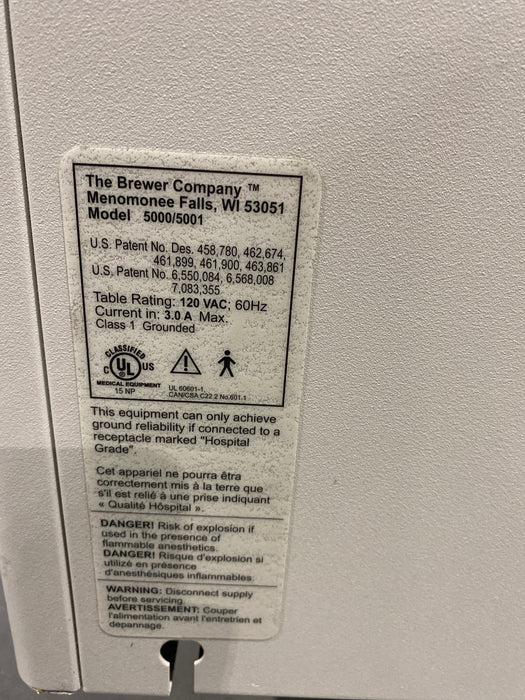 The Brewer Company ™
Menomonee Falls, WI 53051
Model 5000/5001
U.S. Patent No. Des. 458,780, 462,674,
461,899, 461,900, 463,861
U.S. Patent No. 6,550,084, 6,568,008
7,083,355
Table Rating: 120 VAC; 60Hz
Current in: 3.0 A Max.
Class 1 Grounded
CLASSIFIED
C UL US
MEDICAL EQUIPMENT
15 NP
UL 60601-1,
CAN/CSA C22.2 No.601.1
This equipment can only achieve
ground reliability if connected to a
receptacle marked "Hospital
Grade".
Cet appariel ne pourra êtra
correctement mis à la terre que
s'il est relié à une prise indiquant
« Qualité Hôspital ».
DANGER! Risk of explosion if
used in the presence of
flammable anesthetics.
DANGER! Risque d'explosion si
utilizé en présence
d'anesthésiques inflammables.
WARNING: Disconnect supply
before servicing.
AVERTISSEMENT: Couper
l'alimentation avant l'entretien et
depannage.